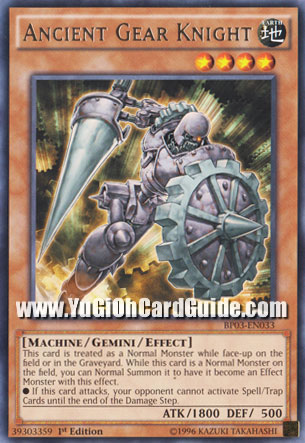 ANCIENT GEAR KNIGHT
EARTH
地
www.YuGiOhCardGuide.com
BP03-EN033
[MACHINE/GEMINI/EFFECT]
This card is treated as a Normal Monster while face-up on the
field or in the Graveyard. While this card is a Normal Monster on
the field, you can Normal Summon it to have it become an Effect
Monster with this effect.
● If this card attacks, your opponent cannot activate Spell/Trap
Cards until the end of the Damage Step.
ATK/1800 DEF/ 500
39303359 1st Edition ©1996 KAZUKI TAKAHASHI